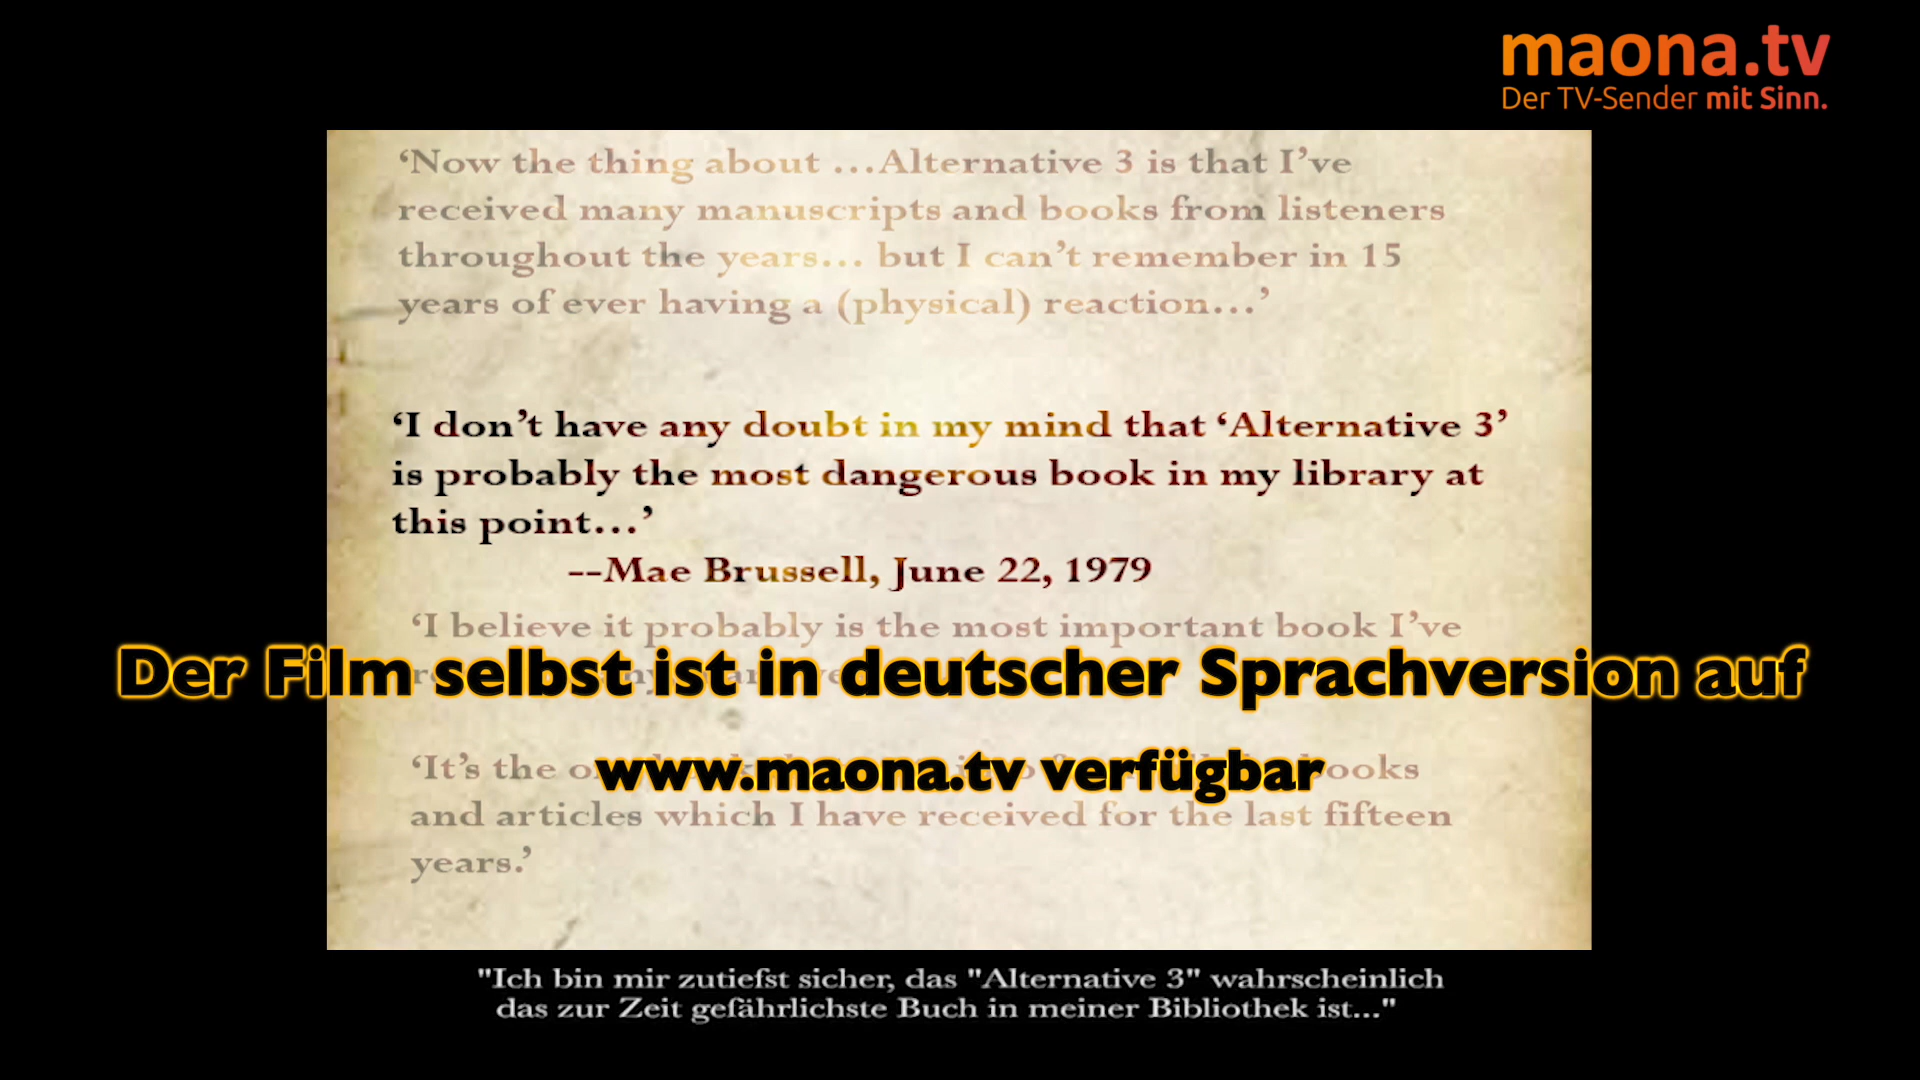 maona.tv
Der TV-Sender mit Sinn.
‘Now the thing about ...Alternative 3 is that I’ve
received many manuscripts and books from listeners
throughout the years... but I can’t remember in 15
years of ever having a (physical) reaction...’
‘I don’t have any doubt in my mind that ‘Alternative 3’
is probably the most dangerous book in my library at
this point...’
--Mae Brussell, June 22, 1979
‘I believe it probably is the most important book I’ve
Der Film selbst ist in deutscher Sprachversion auf
www.maona.tv verfügbar
‘It’s the
and articles which I have received for the last fifteen
years.’
"Ich bin mir zutiefst sicher, das "Alternative 3" wahrscheinlich
das zur Zeit gefährlichste Buch in meiner Bibliothek ist..."